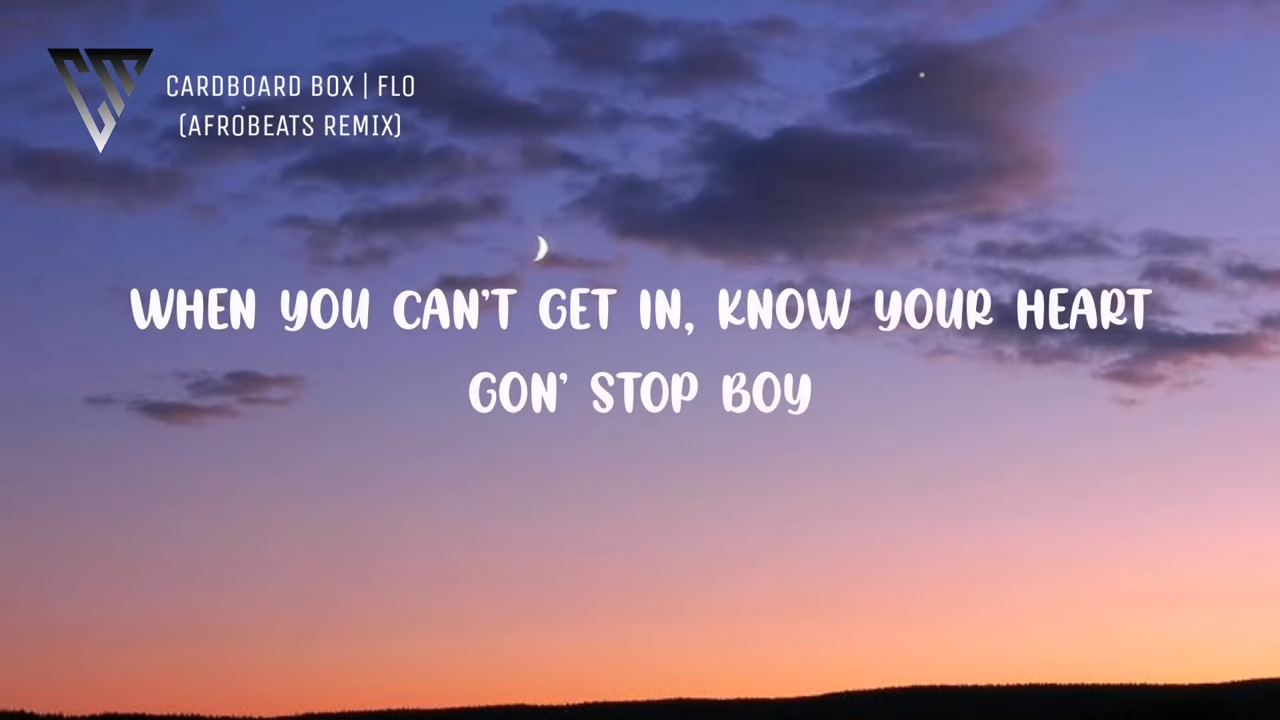 CARDBOARD BOX | FLO
(AFROBEATS REMIX)
WHEN YOU CAN'T GET IN, KNOW YOUR HEART
GON' STOP BOY